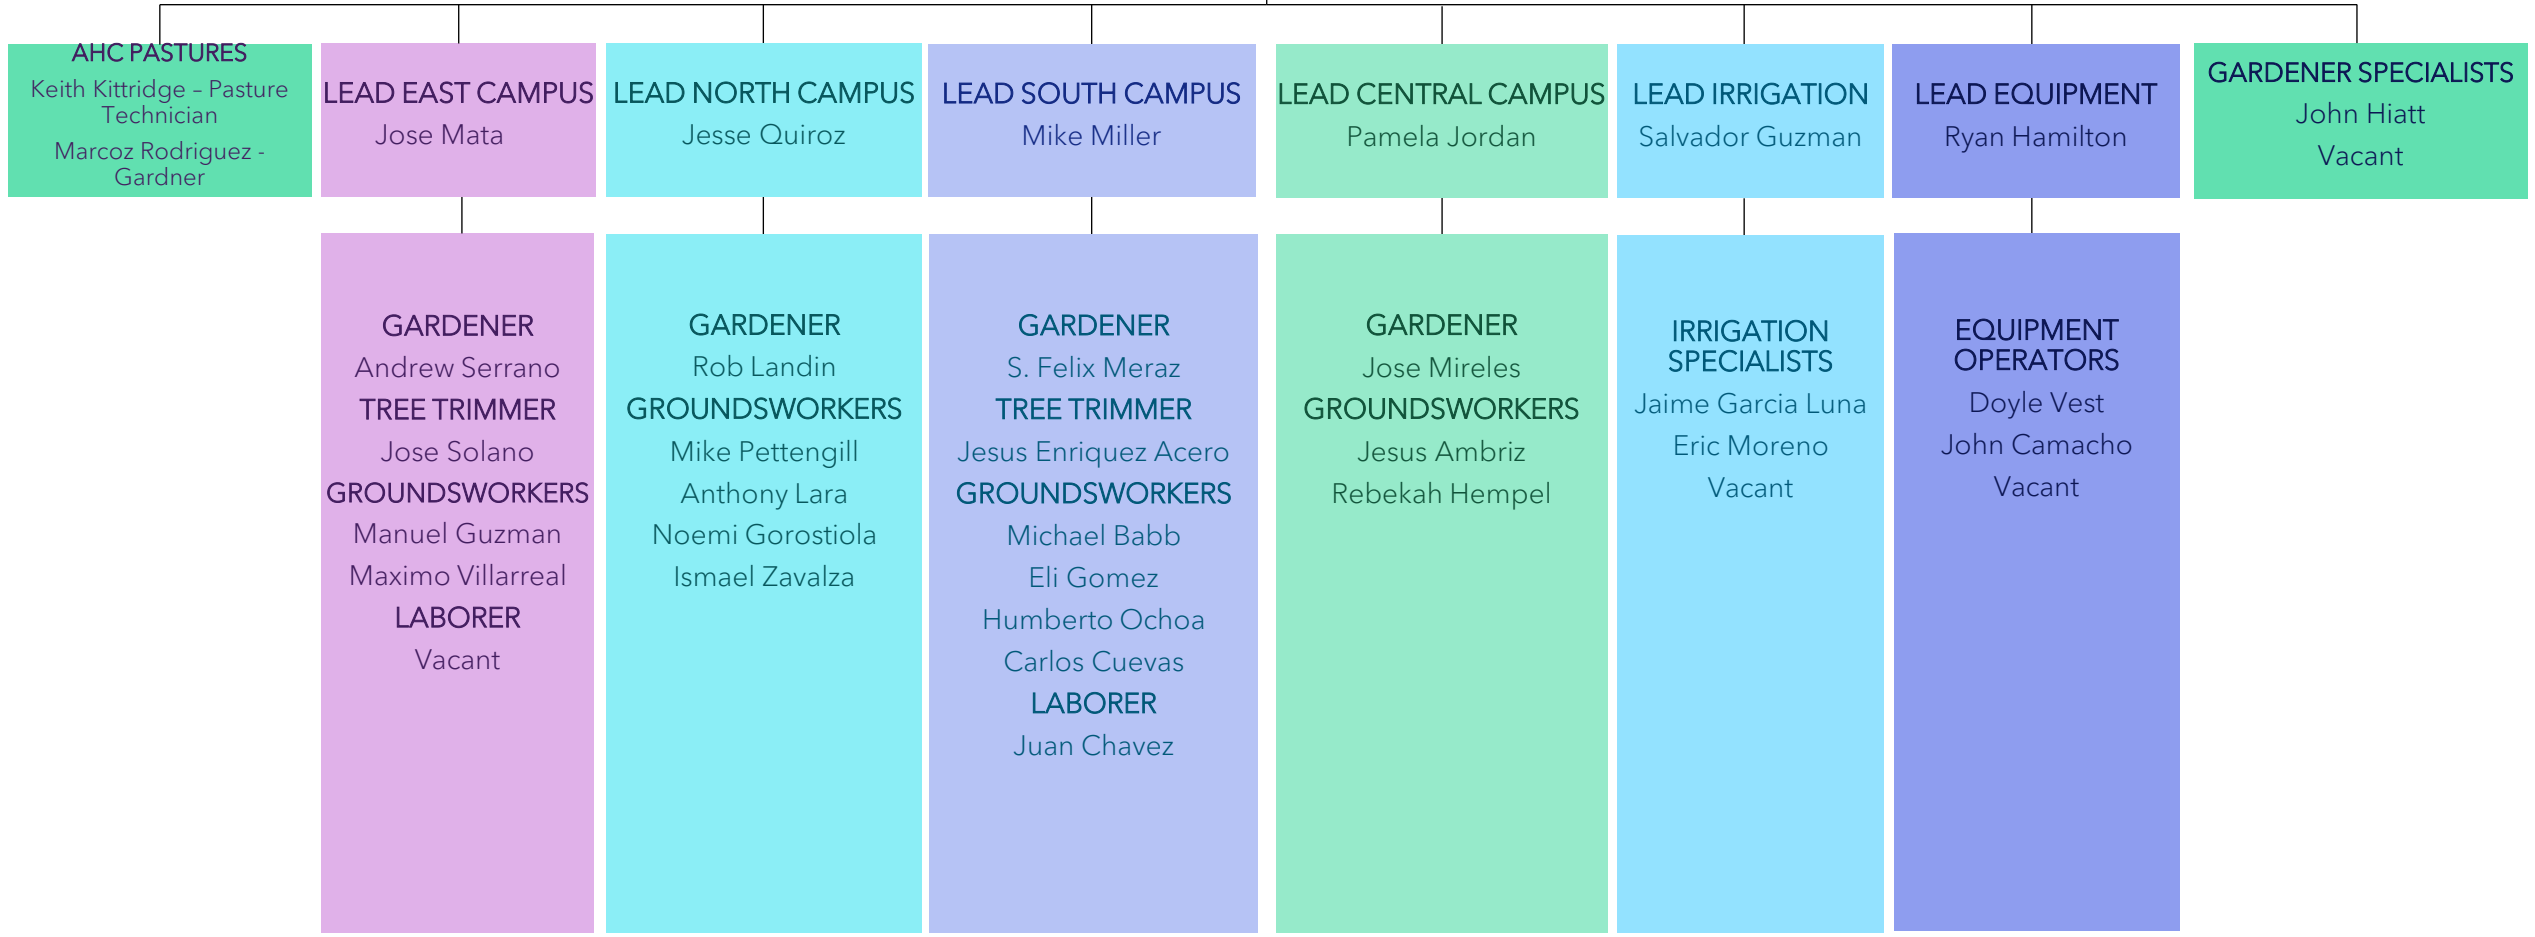 AHC PASTURES
Keith Kittridge – Pasture
Technician
Marcoz Rodriguez -
Gardner
LEAD EAST CAMPUS
Jose Mata
LEAD NORTH CAMPUS
Jesse Quiroz
LEAD SOUTH CAMPUS
Mike Miller
LEAD CENTRAL CAMPUS
Pamela Jordan
LEAD IRRIGATION
Salvador Guzman
LEAD EQUIPMENT
Ryan Hamilton
GARDENER SPECIALISTS
John Hiatt
Vacant
GARDENER
Andrew Serrano
TREE TRIMMER
Jose Solano
GROUNDSWORKERS
Manuel Guzman
Maximo Villarreal
LABORER
Vacant
GARDENER
Rob Landin
GROUNDSWORKERS
Mike Pettengill
Anthony Lara
Noemi Gorostiola
Ismael Zavalza
GARDENER
S. Felix Meraz
TREE TRIMMER
Jesus Enriquez Acero
GROUNDSWORKERS
Michael Babb
Eli Gomez
Humberto Ochoa
Carlos Cuevas
LABORER
Juan Chavez
GARDENER
Jose Mireles
GROUNDSWORKERS
Jesus Ambriz
Rebekah Hempel
IRRIGATION
SPECIALISTS
Jaime Garcia Luna
Eric Moreno
Vacant
EQUIPMENT
OPERATORS
Doyle Vest
John Camacho
Vacant